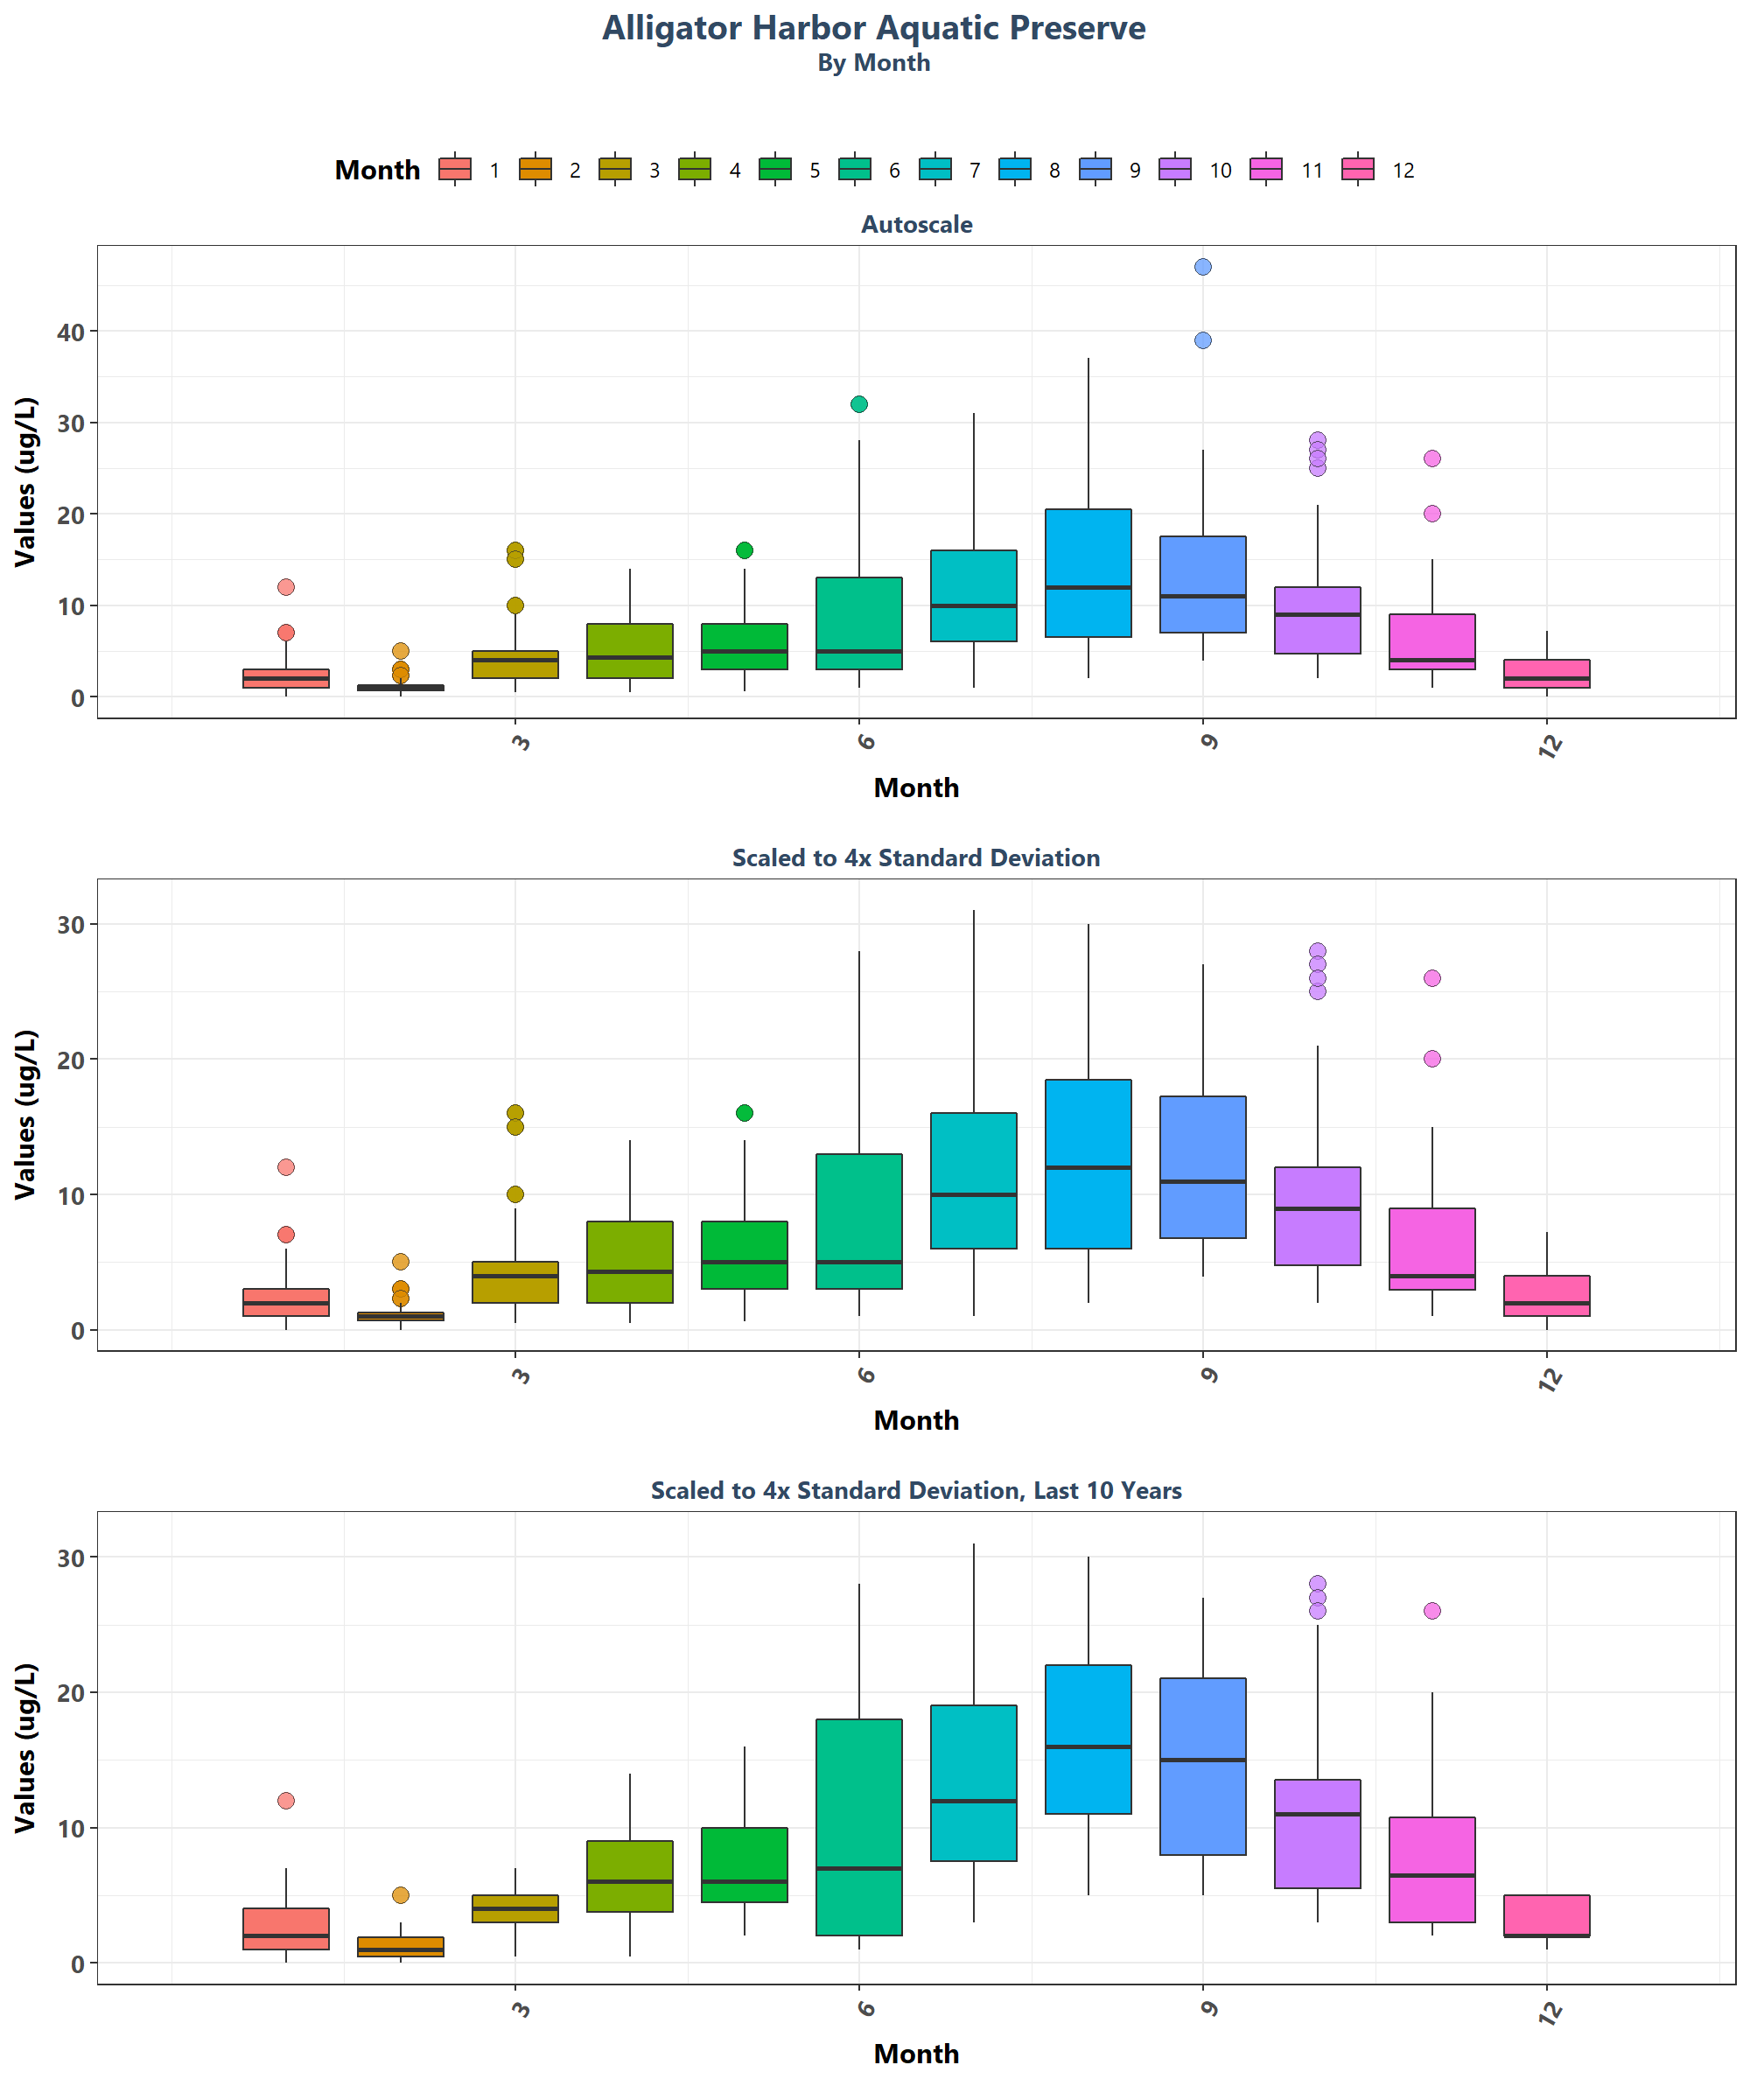 Alligator Harbor Aquatic Preserve
By Month
Month 1 2 3 4 5 6 7 8 9 10 11 12
Autoscale
Values (ug/L)
40
30
20
10
0
3 6 9 12
Month
Scaled to 4x Standard Deviation
Values (ug/L)
30
20
10
0
3 6 9 12
Month
Scaled to 4x Standard Deviation, Last 10 Years
Values (ug/L)
30
20
10
0
3 6 9 12
Month